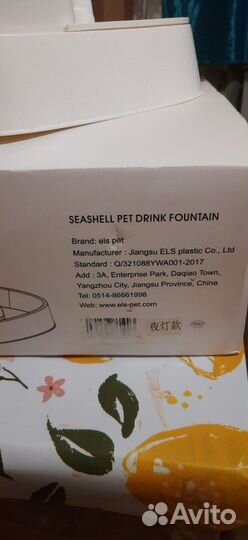 SEASHELL PET DRINK FOUNTAIN
Brand: els pet
Manufacturer : Jiangsu ELS plastic Co., Ltd
Standard : Q/321088YWA001-2017
Add : 3A, Enterprise Park, Daqiao Town,
Yangzhou City, Jiangsu Province, China
Tel: 0514-86661998
Web: www.els-pet.com
夜灯款
Avito